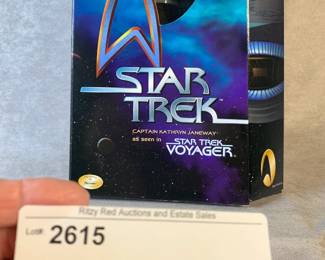 STAR
TREK
CAPTAIN KATHRYN JANEWAY
as seen in STAR TREK
VOYAGER
Ritzy Red Auctions and Estate Sales
Lot# 2615